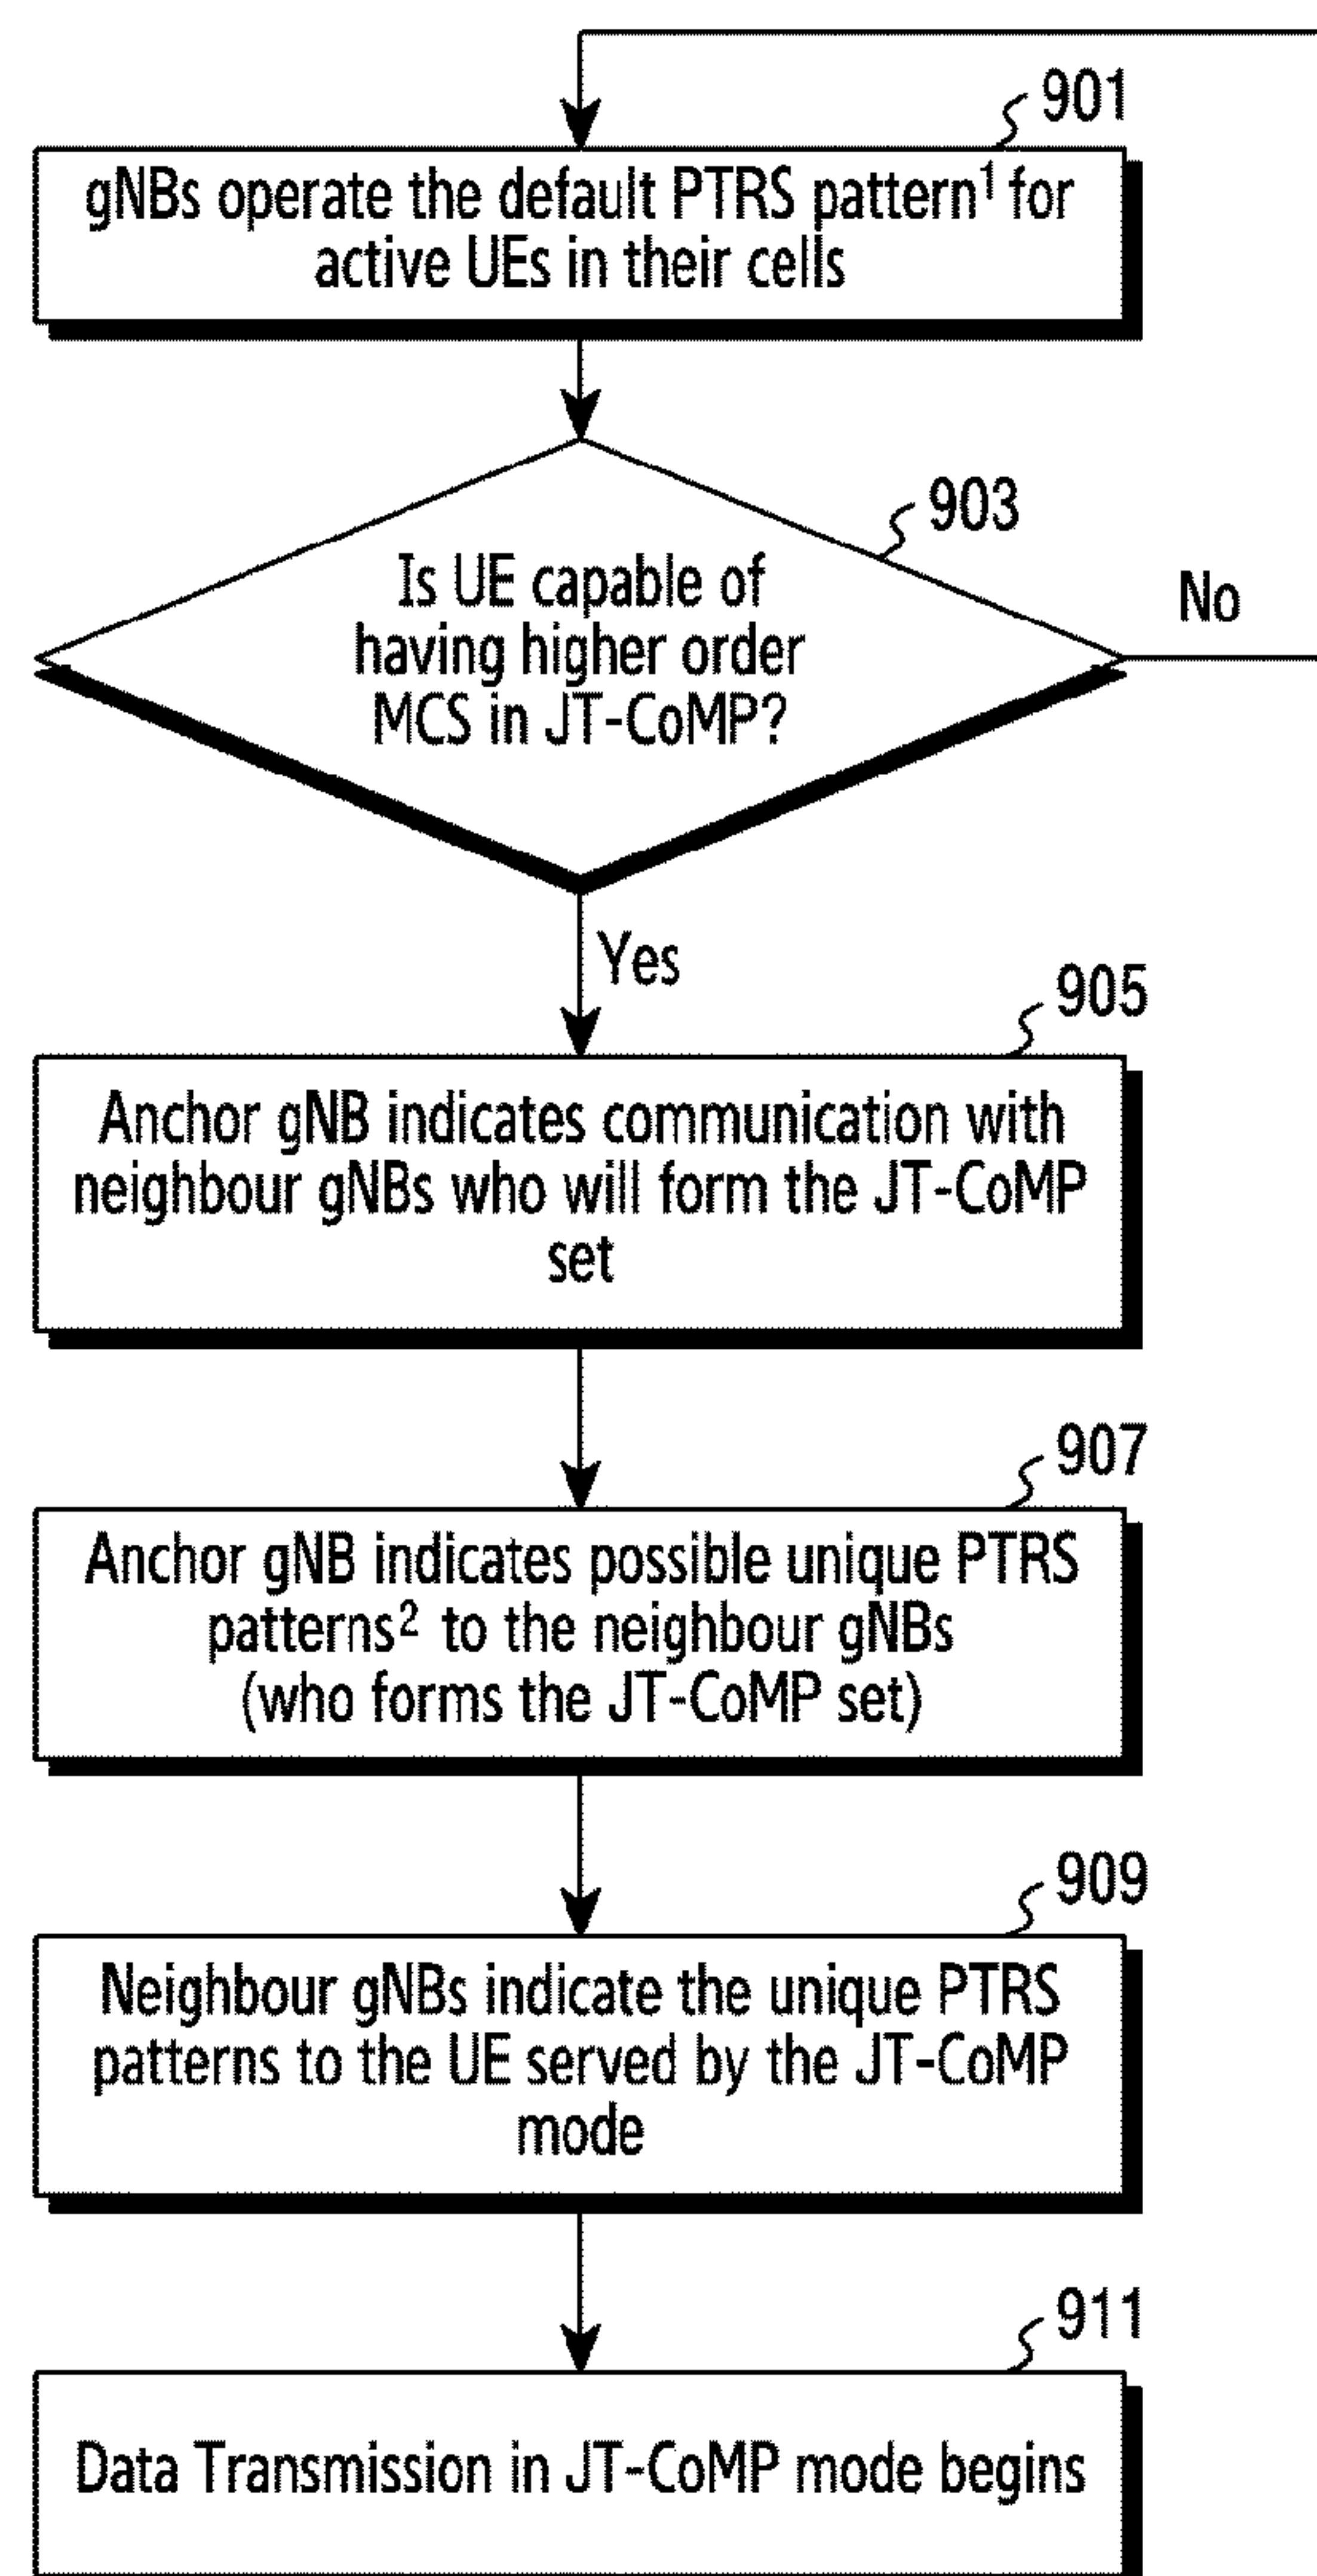 901
gNBs operate the default PTRS pattern¹ for
active UEs in their cells
903
Is UE capable of
having higher order
MCS in JT-CoMP?
No
Yes
905
Anchor gNB indicates communication with
neighbour gNBs who will form the JT-CoMP
set
907
Anchor gNB indicates possible unique PTRS
patterns² to the neighbour gNBs
(who forms the JT-CoMP set)
909
Neighbour gNBs indicate the unique PTRS
patterns to the UE served by the JT-CoMP
mode
911
Data Transmission in JT-CoMP mode begins